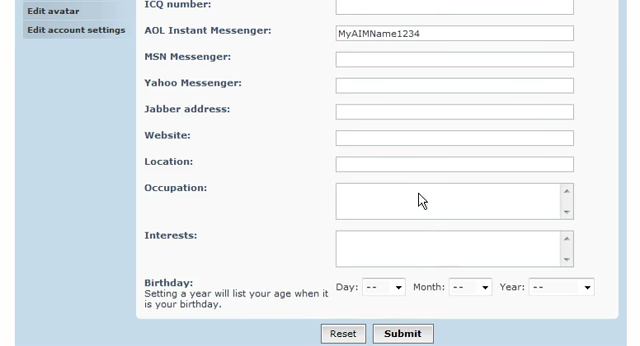 ICQ number:
Edit avatar
Edit account settings
AOL Instant Messenger: MyAIMName1234
MSN Messenger:
Yahoo Messenger:
Jabber address:
Website:
Location:
Occupation:
Interests:
Birthday:
Setting a year will list your age when it
is your birthday.
Day: -- Month: -- Year: --
Reset Submit